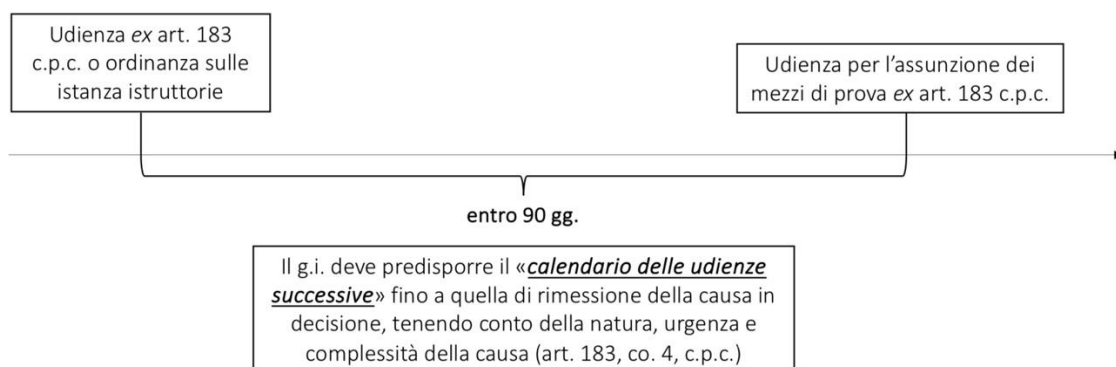 Udienza ex art. 183
c.p.c. o ordinanza sulle
istanza istruttorie
Udienza per l’assunzione dei
mezzi di prova ex art. 183 c.p.c.
entro 90 gg.
Il g.i. deve predisporre il «calendario delle udienze
successive» fino a quella di rimessione della causa in
decisione, tenendo conto della natura, urgenza e
complessità della causa (art. 183, co. 4, c.p.c.)